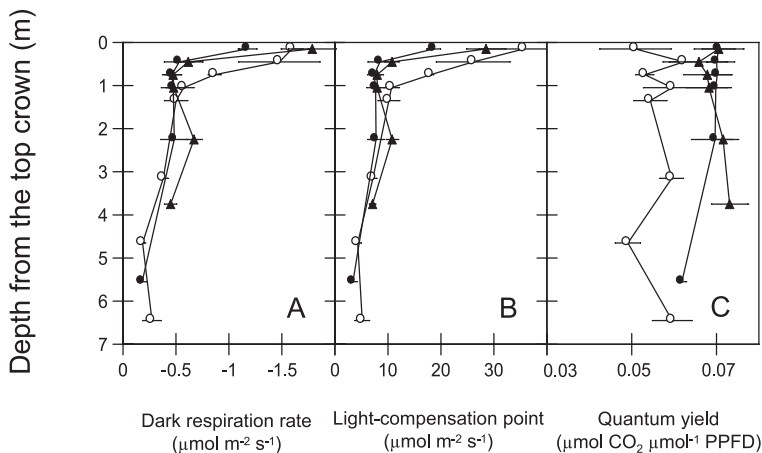 Depth from the top crown (m)
0
1
2
3
4
5
6
7
A
B
C
0 -0.5 -1 -1.5
0 10 20 30
0.03 0.05 0.07
Dark respiration rate
(μmol m-2 s-1)
Light-compensation point
(μmol m-2 s-1)
Quantum yield
(μmol CO2 μmol-1 PPFD)